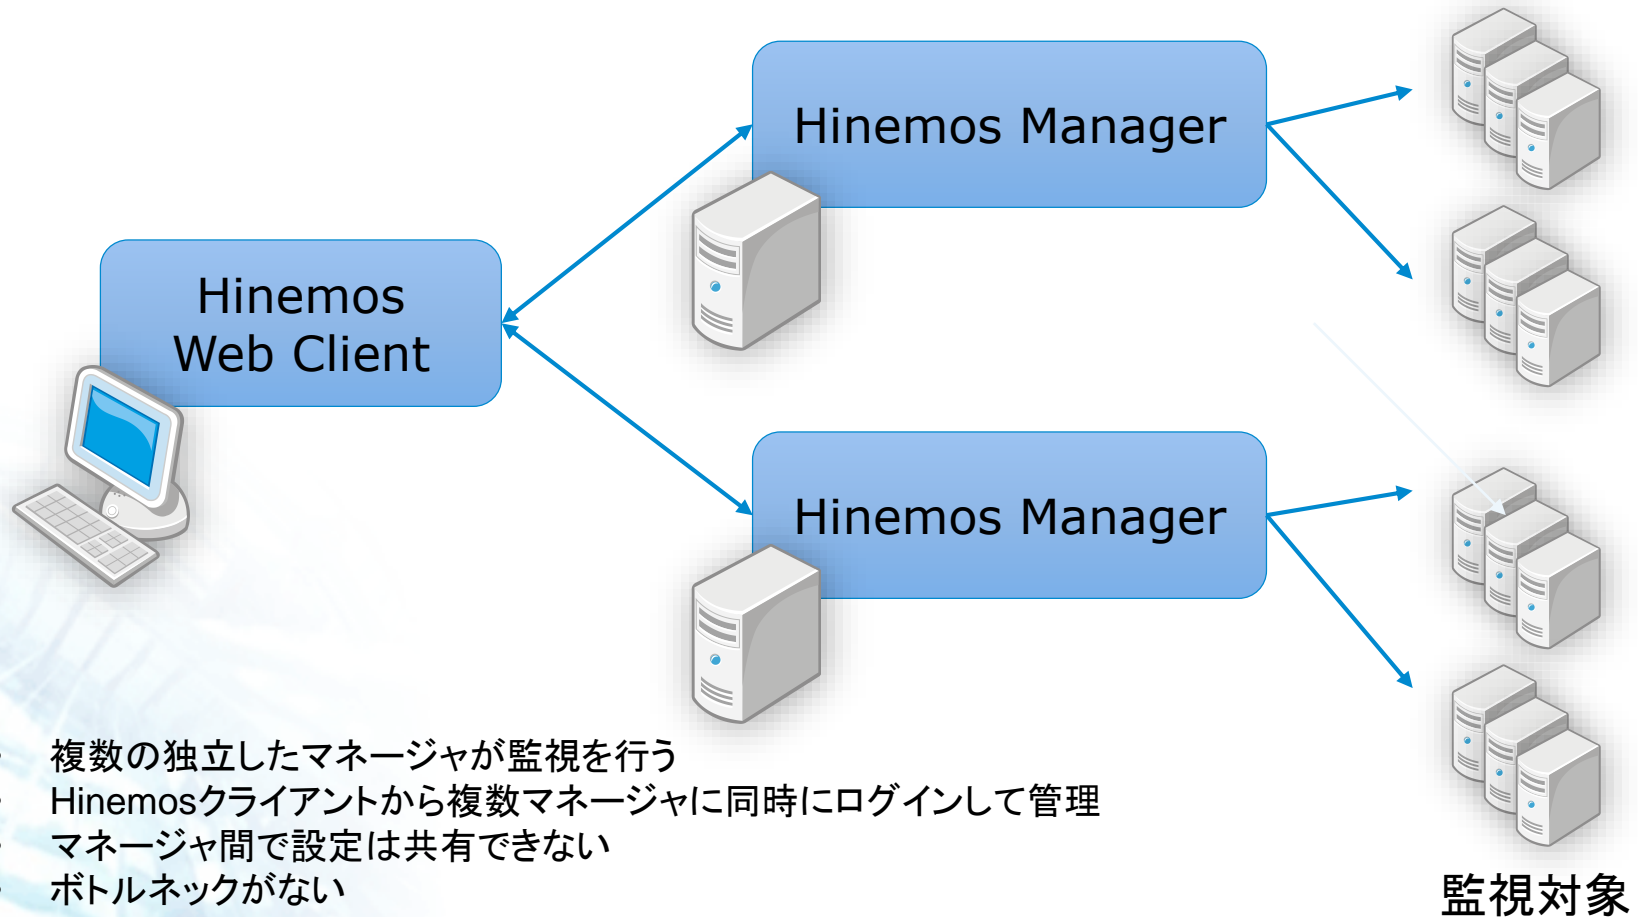 Hinemos Manager
Hinemos
Web Client
Hinemos Manager
• 複数の独立したマネージャが監視を行う
• Hinemosクライアントから複数マネージャに同時にログインして管理
• マネージャ間で設定は共有できない
• ボトルネックがない
監視対象